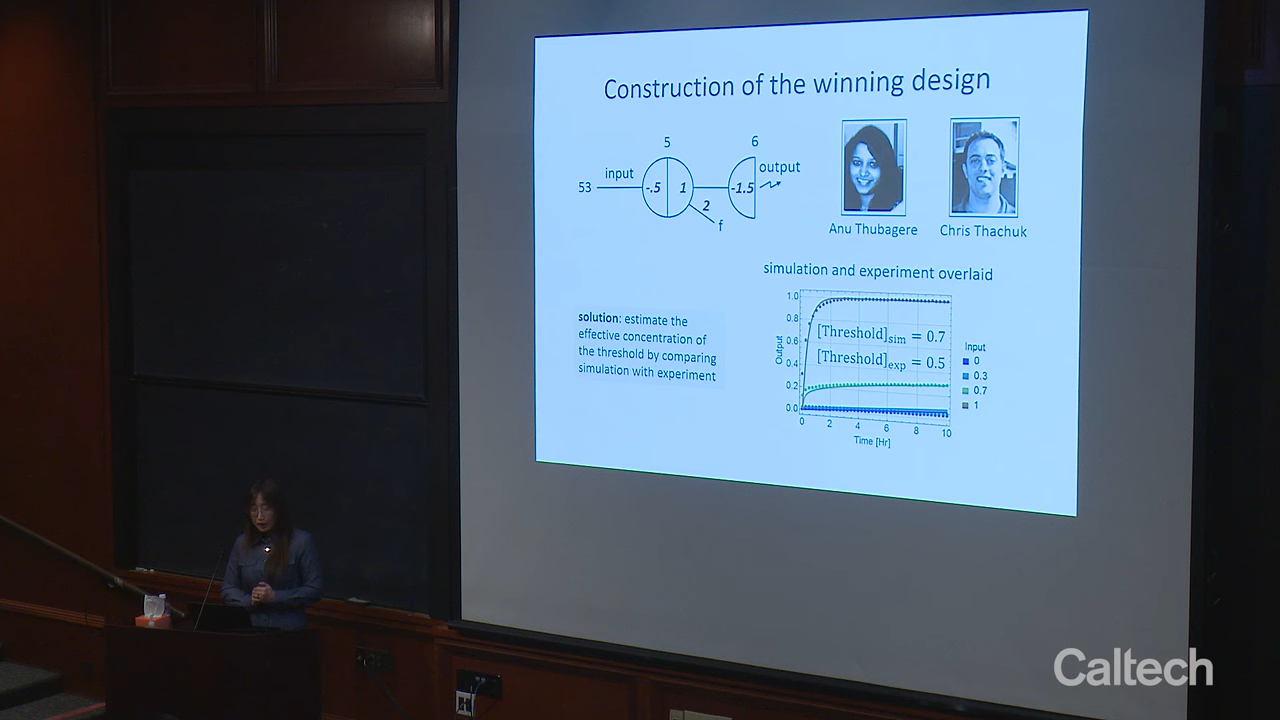 Construction of the winning design
5
6
input
output
53
-.5
1
-1.5
2
f
Anu Thubagere
Chris Thachuk
simulation and experiment overlaid
solution: estimate the
effective concentration of
the threshold by comparing
simulation with experiment
1.0
0.8
0.6
0.4
0.2
0.0
Output
[Threshold]sim = 0.7
[Threshold]exp = 0.5
Input
0
0.3
0.7
1
0 2 4 6 8 10
Time [Hr]
Caltech